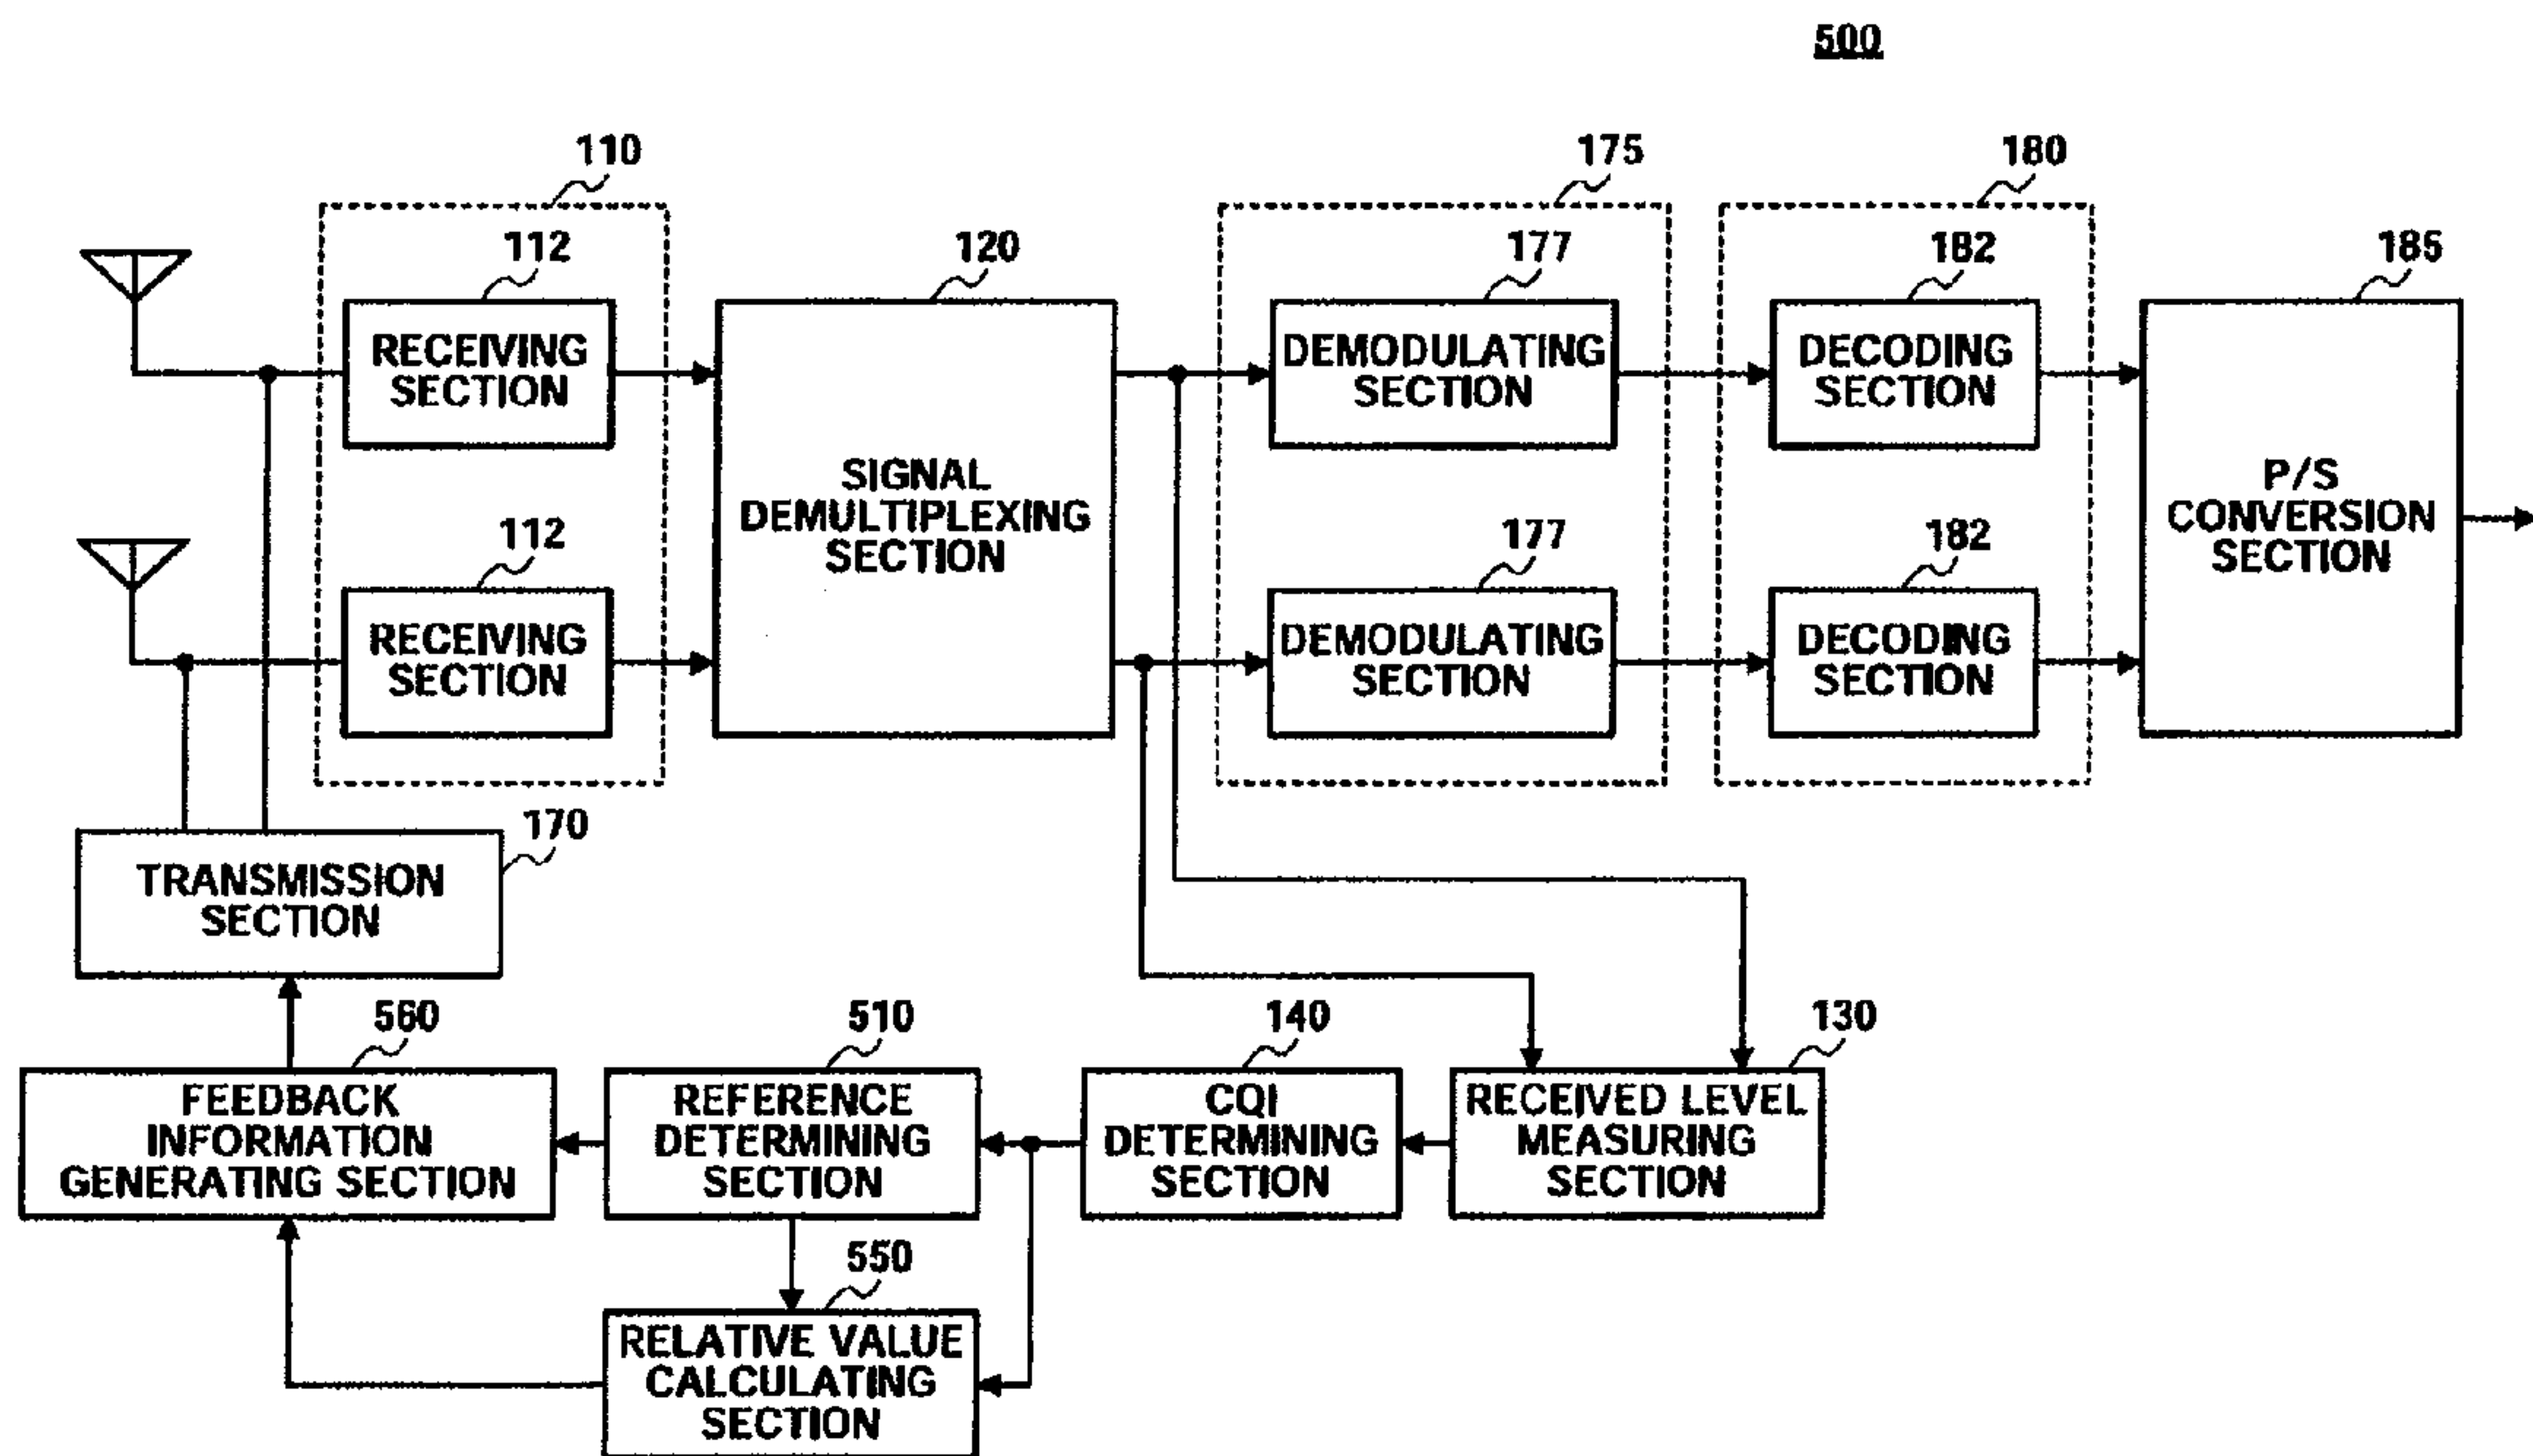 500
110
175
180
112
120
177
182
185
RECEIVING
SECTION
SIGNAL
DEMULTIPLEXING
SECTION
DEMODULATING
SECTION
DECODING
SECTION
P/S
CONVERSION
SECTION
112
177
182
RECEIVING
SECTION
DEMODULATING
SECTION
DECODING
SECTION
170
TRANSMISSION
SECTION
560
510
140
130
FEEDBACK
INFORMATION
GENERATING SECTION
REFERENCE
DETERMINING
SECTION
CQI
DETERMINING
SECTION
RECEIVED LEVEL
MEASURING
SECTION
550
RELATIVE VALUE
CALCULATING
SECTION